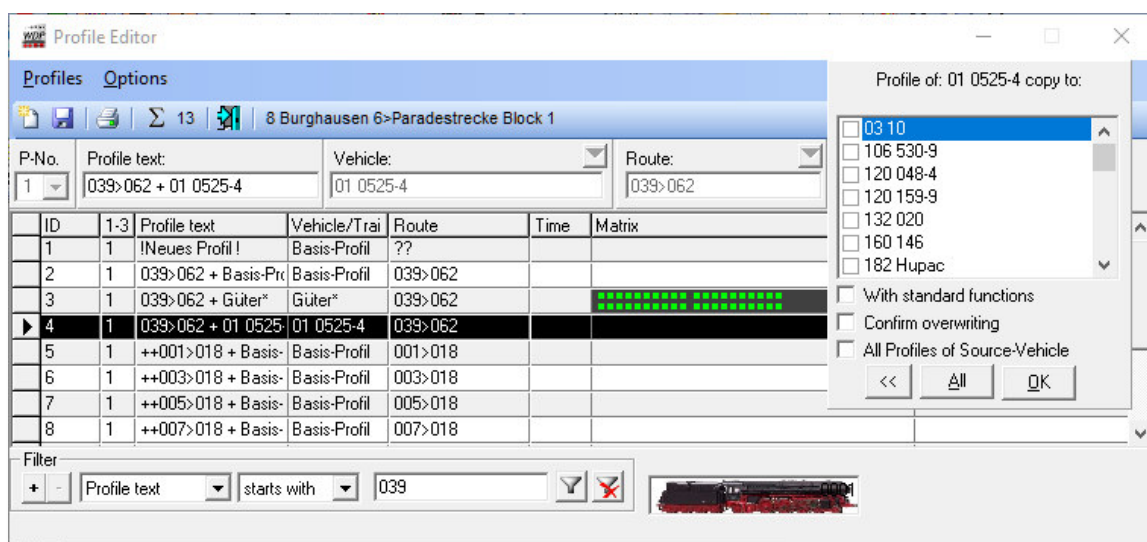 WDP Profile Editor
Profiles Options
Σ 13 8 Burghausen 6>Paradestrecke Block 1
P-No. Profile text: Vehicle: Route:
1 039>062 + 01 0525-4 01 0525-4 039>062
ID 1-3 Profile text Vehicle/Trai Route Time Matrix
1 1 !Neues Profil ! Basis-Profil ??
2 1 039>062 + Basis-Pro Basis-Profil 039>062
3 1 039>062 + Güter* Güter* 039>062
4 1 039>062 + 01 0525- 01 0525-4 039>062
5 1 ++001>018 + Basis- Basis-Profil 001>018
6 1 ++003>018 + Basis- Basis-Profil 003>018
7 1 ++005>018 + Basis- Basis-Profil 005>018
8 1 ++007>018 + Basis- Basis-Profil 007>018
Profile of: 01 0525-4 copy to:
03 10
106 530-9
120 048-4
120 159-9
132 020
160 146
182 Hupac
With standard functions
Confirm overwriting
All Profiles of Source-Vehicle
<< All OK
Filter
+ - Profile text starts with 039